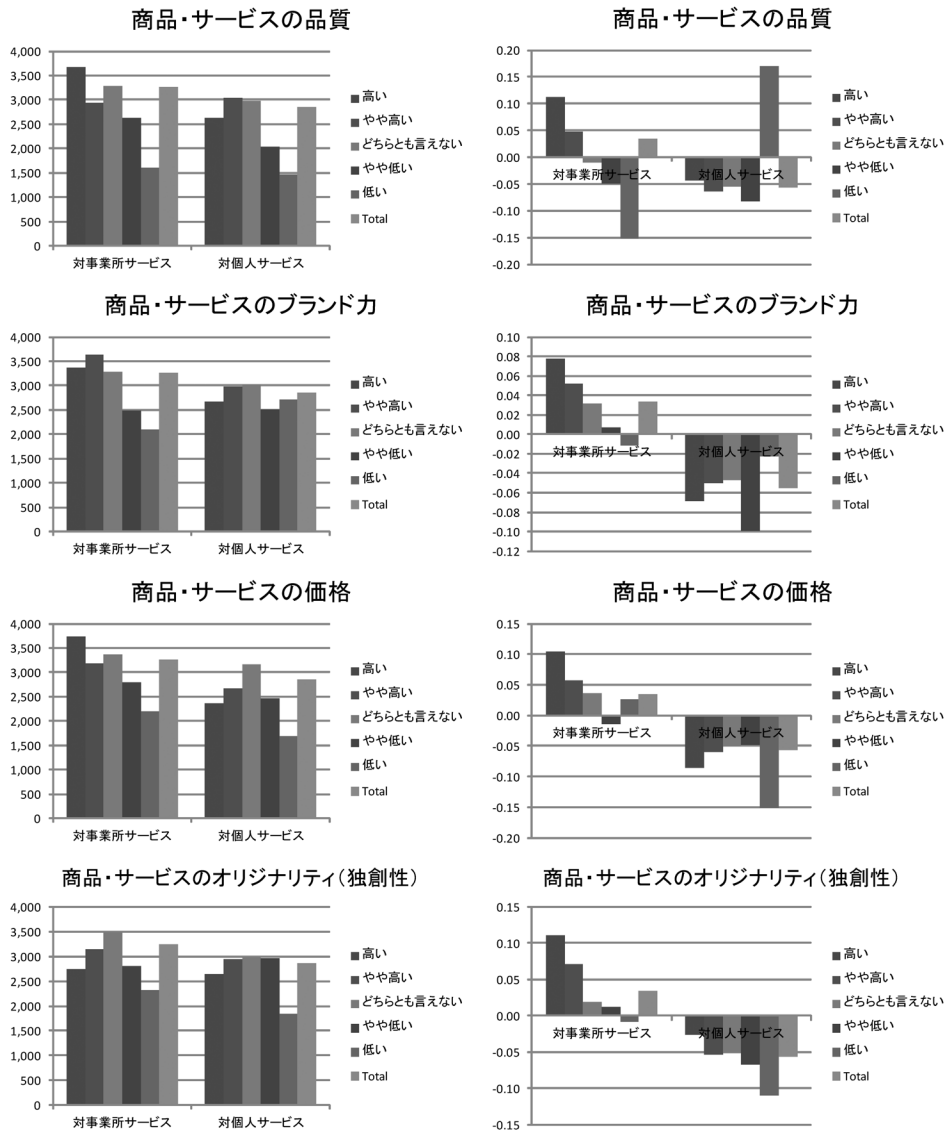 商品・サービスの品質
4,000
3,500
3,000
2,500
2,000
1,500
1,000
500
0
対事業所サービス
対個人サービス
高い
やや高い
どちらとも言えない
やや低い
低い
Total
商品・サービスの品質
0.20
0.15
0.10
0.05
0.00
-0.05
-0.10
-0.15
-0.20
対事業所サービス
対個人サービス
高い
やや高い
どちらとも言えない
やや低い
低い
Total
商品・サービスのブランド力
4,000
3,500
3,000
2,500
2,000
1,500
1,000
500
0
対事業所サービス
対個人サービス
高い
やや高い
どちらとも言えない
やや低い
低い
Total
商品・サービスのブランド力
0.10
0.08
0.06
0.04
0.02
0.00
-0.02
-0.04
-0.06
-0.08
-0.10
-0.12
対事業所サービス
対個人サービス
高い
やや高い
どちらとも言えない
やや低い
低い
Total
商品・サービスの価格
4,000
3,500
3,000
2,500
2,000
1,500
1,000
500
0
対事業所サービス
対個人サービス
高い
やや高い
どちらとも言えない
やや低い
低い
Total
商品・サービスの価格
0.15
0.10
0.05
0.00
-0.05
-0.10
-0.15
-0.20
対事業所サービス
対個人サービス
高い
やや高い
どちらとも言えない
やや低い
低い
Total
商品・サービスのオリジナリティ(独創性)
4,000
3,500
3,000
2,500
2,000
1,500
1,000
500
0
対事業所サービス
対個人サービス
高い
やや高い
どちらとも言えない
やや低い
低い
Total
商品・サービスのオリジナリティ(独創性)
0.15
0.10
0.05
0.00
-0.05
-0.10
-0.15
対事業所サービス
対個人サービス
高い
やや高い
どちらとも言えない
やや低い
低い
Total